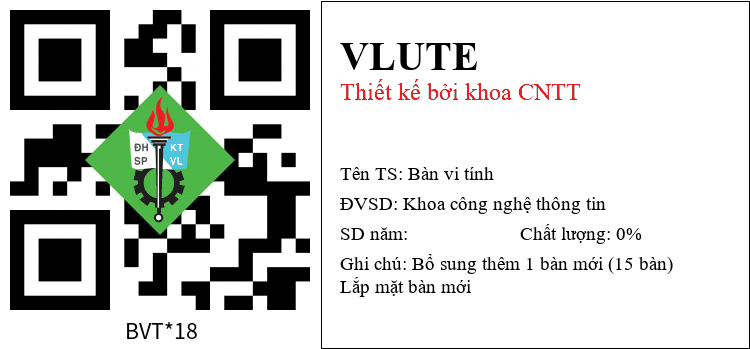 ĐH KT
SP VL
BVT*18
VLUTE
Thiết kế bởi khoa CNTT
Tên TS: Bàn vi tính
ĐVSD: Khoa công nghệ thông tin
SD năm: Chất lượng: 0%
Ghi chú: Bổ sung thêm 1 bàn mới (15 bàn)
Lắp mặt bàn mới